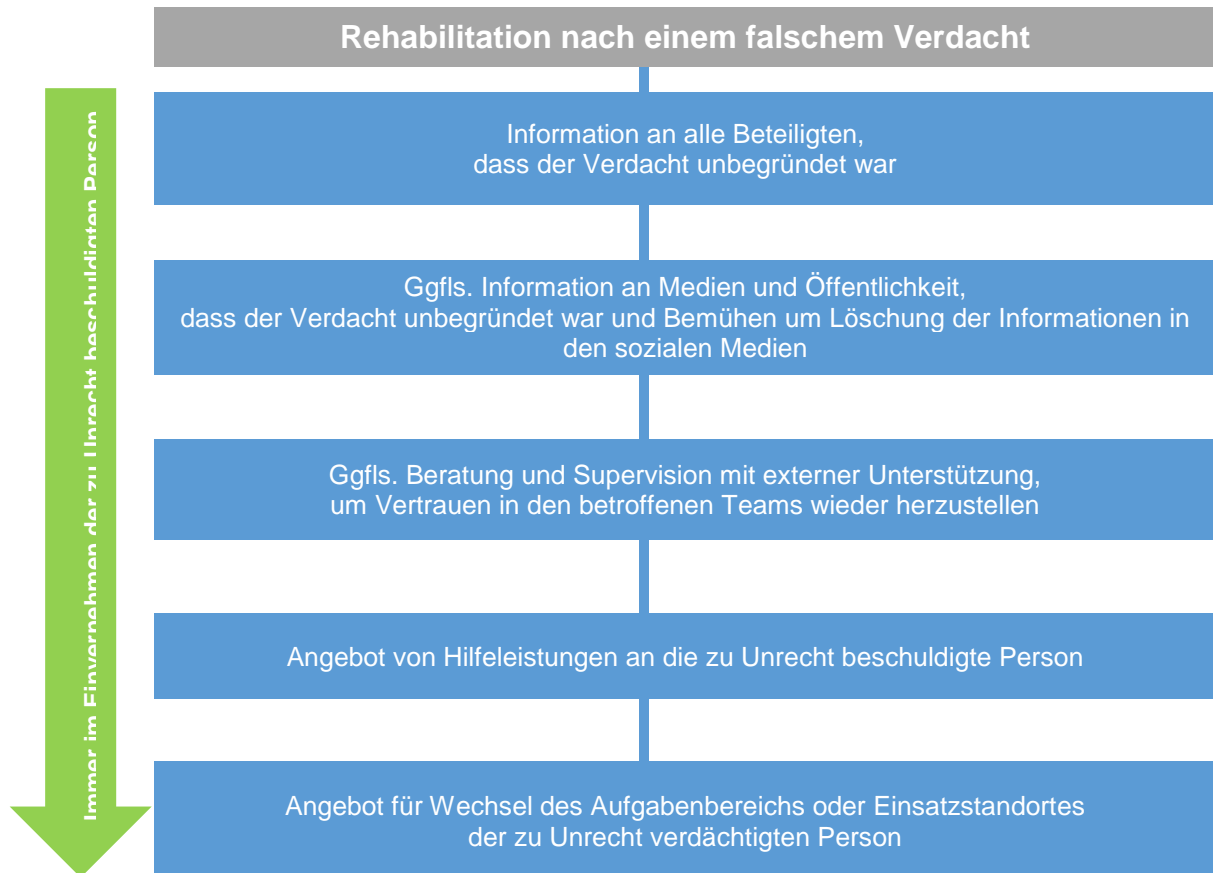 Rehabilitation nach einem falschem Verdacht
Immer im Einvernehmen der zu Unrecht beschuldigten Person
Information an alle Beteiligten,
dass der Verdacht unbegründet war
Ggfls. Information an Medien und Öffentlichkeit,
dass der Verdacht unbegründet war und Bemühen um Löschung der Informationen in
den sozialen Medien
Ggfls. Beratung und Supervision mit externer Unterstützung,
um Vertrauen in den betroffenen Teams wieder herzustellen
Angebot von Hilfeleistungen an die zu Unrecht beschuldigte Person
Angebot für Wechsel des Aufgabenbereichs oder Einsatzstandortes
der zu Unrecht verdächtigten Person